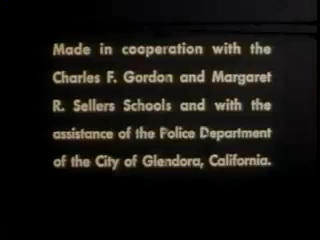 Made in cooperation with the
Charles F. Gordon and Margaret
R. Sellers Schools and with the
assistance of the Police Department
of the City of Glendora, California.